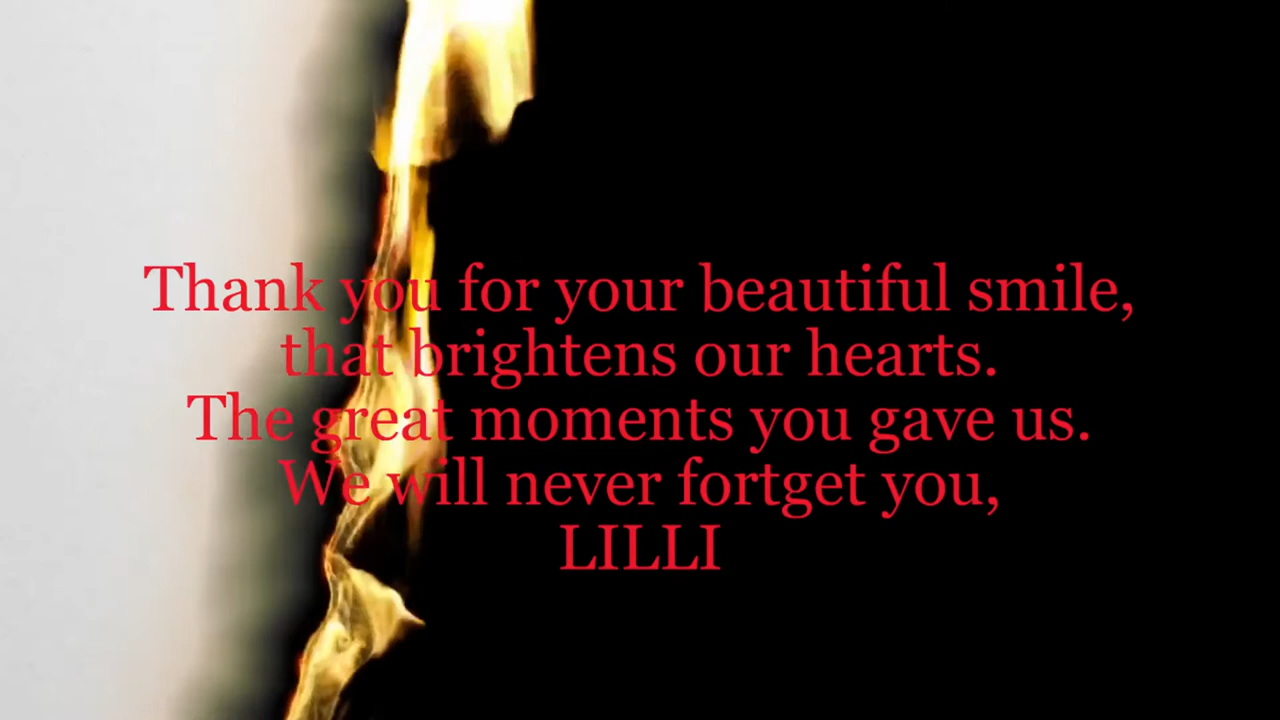 Thank you for your beautiful smile,
that brightens our hearts.
The great moments you gave us.
We will never fortget you,
LILLI